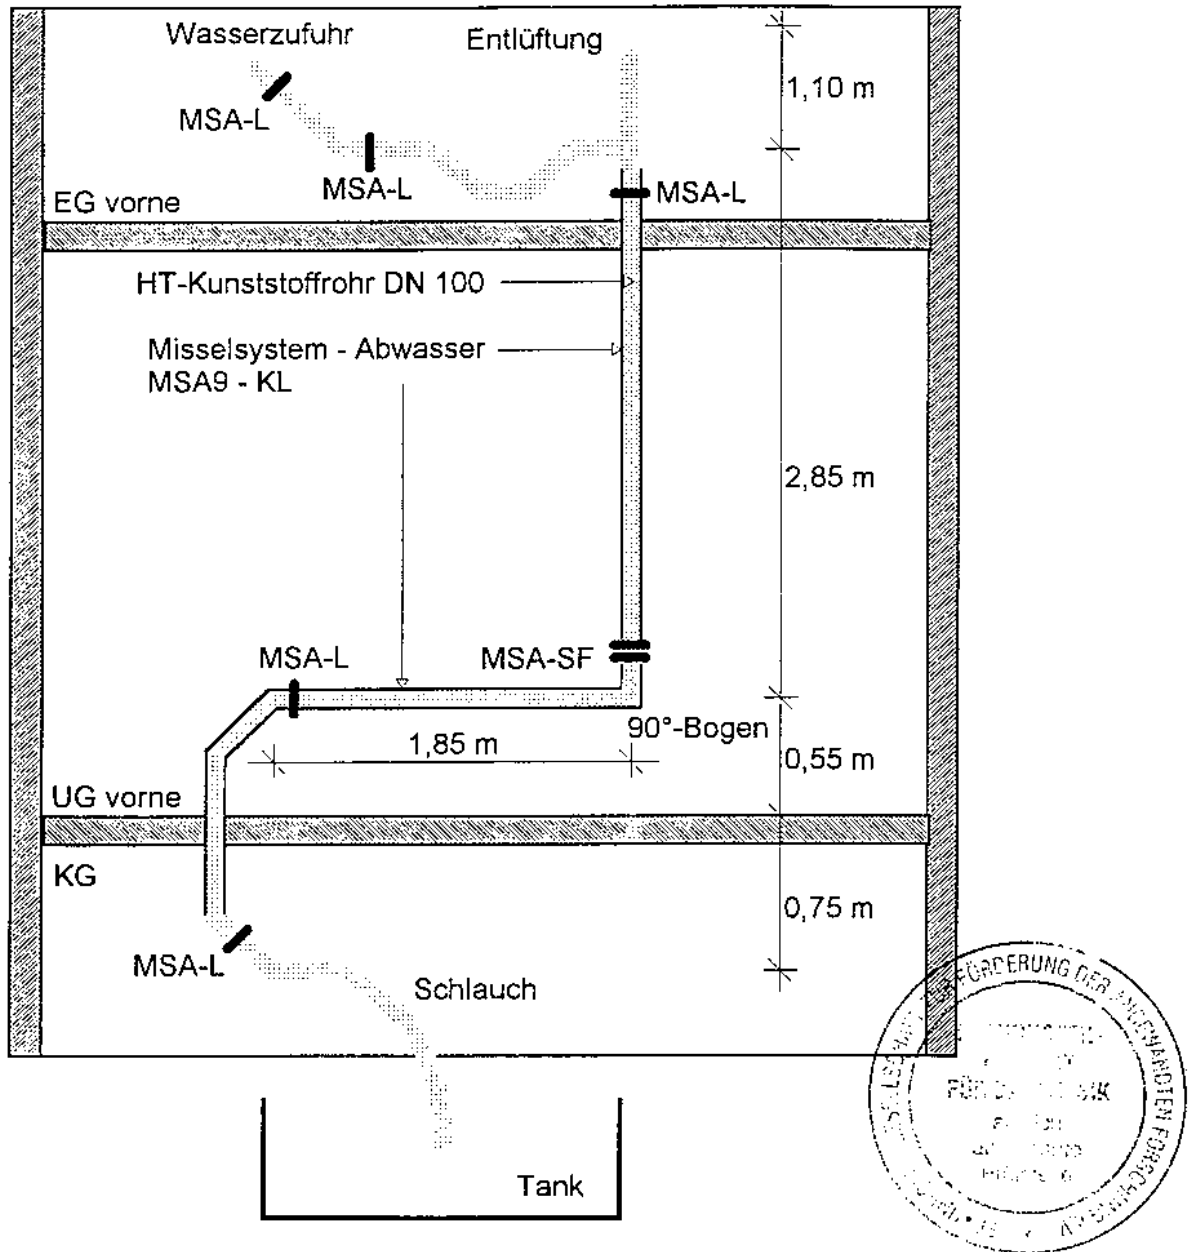 Wasserzufuhr
Entlüftung
1,10 m
MSA-L
MSA-L
MSA-L
EG vorne
HT-Kunststoffrohr DN 100
Misselsystem - Abwasser
MSA9 - KL
2,85 m
MSA-L
MSA-SF
90°-Bogen
1,85 m
0,55 m
UG vorne
KG
0,75 m
MSA-L
Schlauch
Tank
FÖRDERUNG DER ANGEWANDTEN FORSCHUNG e.V.